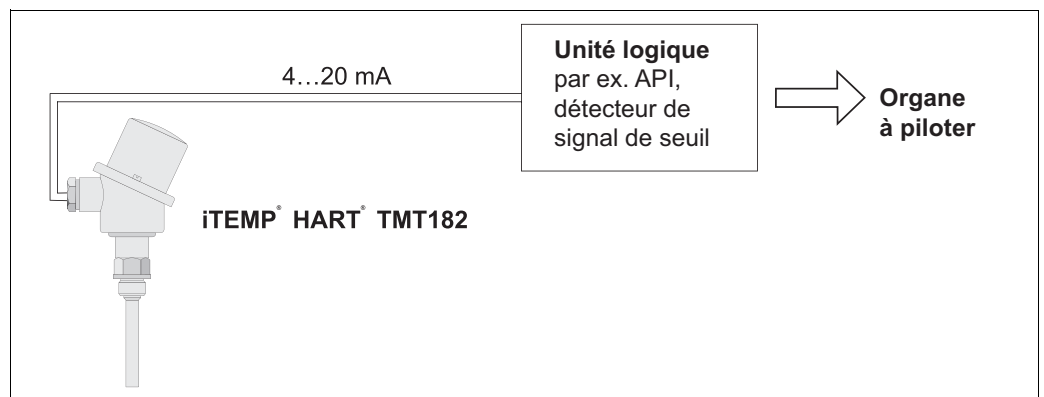 4…20 mA
Unité logique
par ex. API,
détecteur de
signal de seuil
Organe
à piloter
iTEMP® HART® TMT182